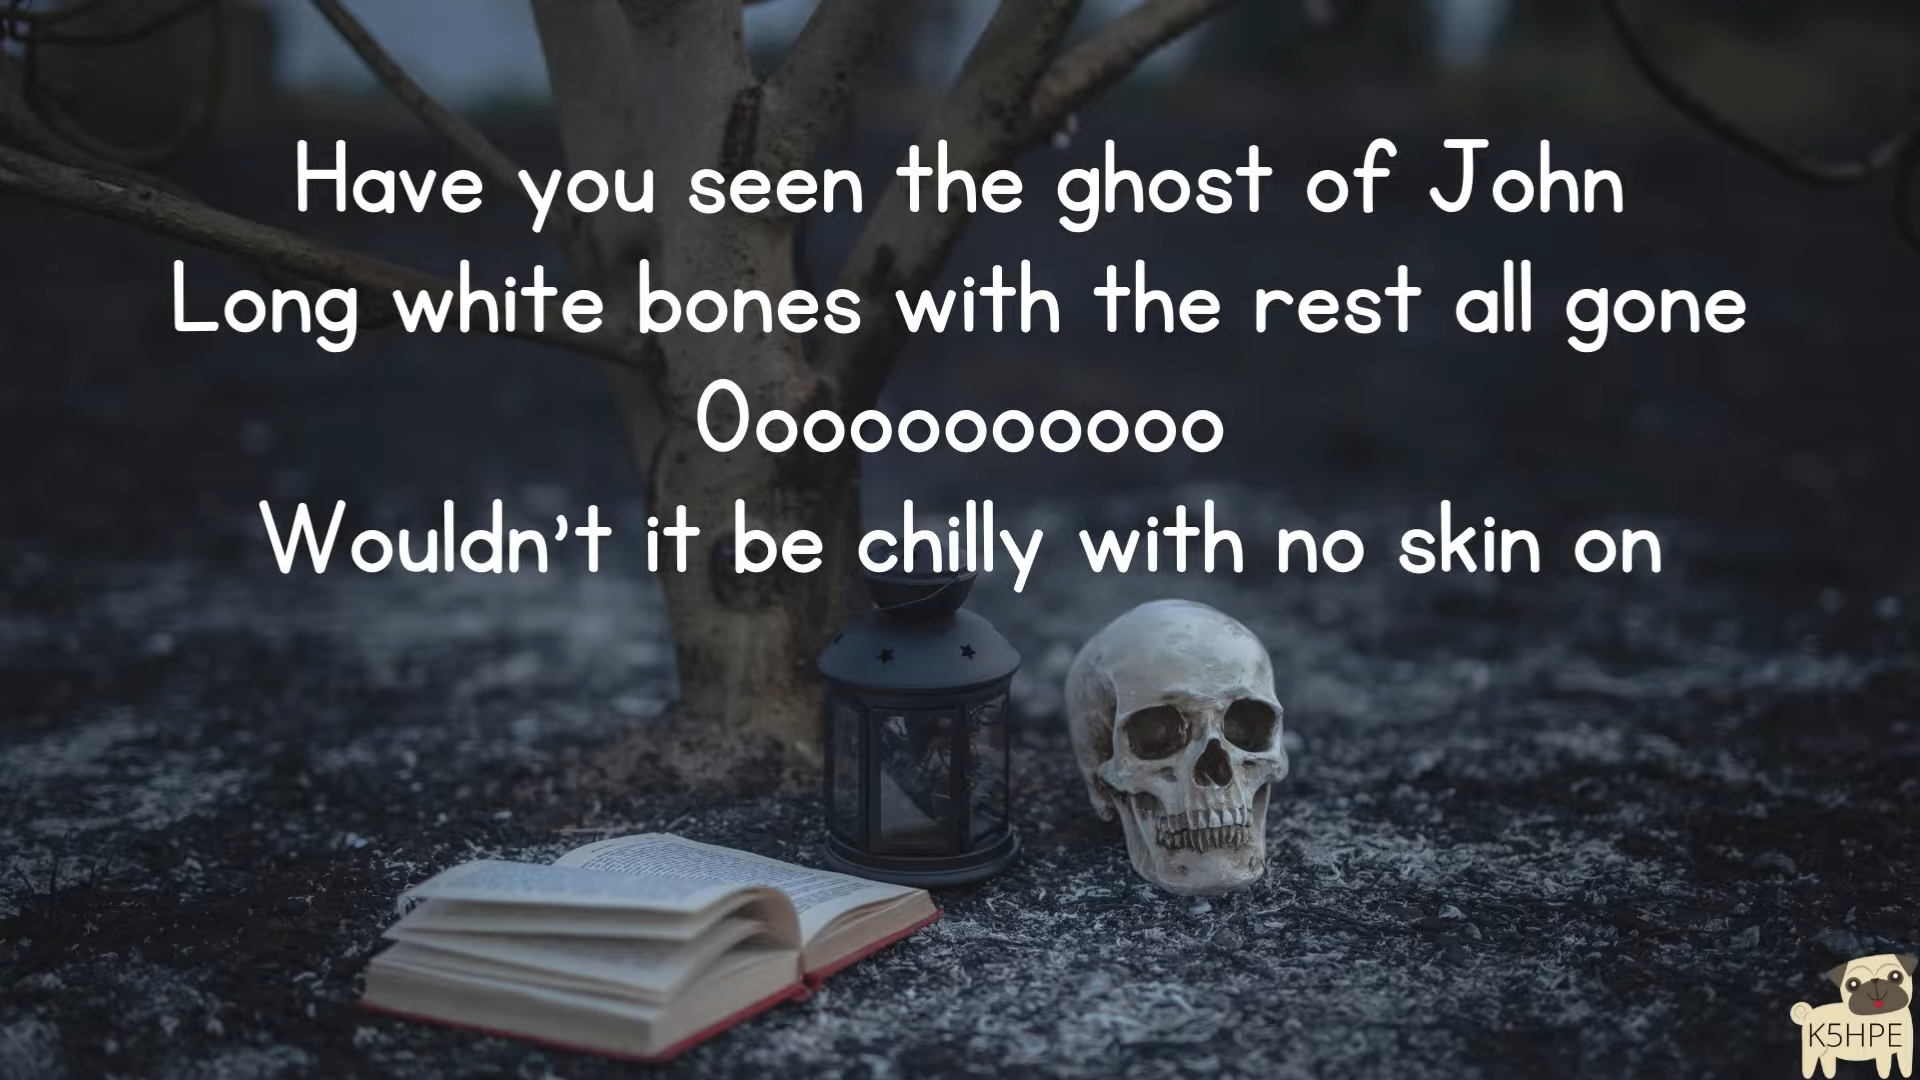 Have you seen the ghost of John
Long white bones with the rest all gone
Ooooooooooo
Wouldn't it be chilly with no skin on
K5HPE